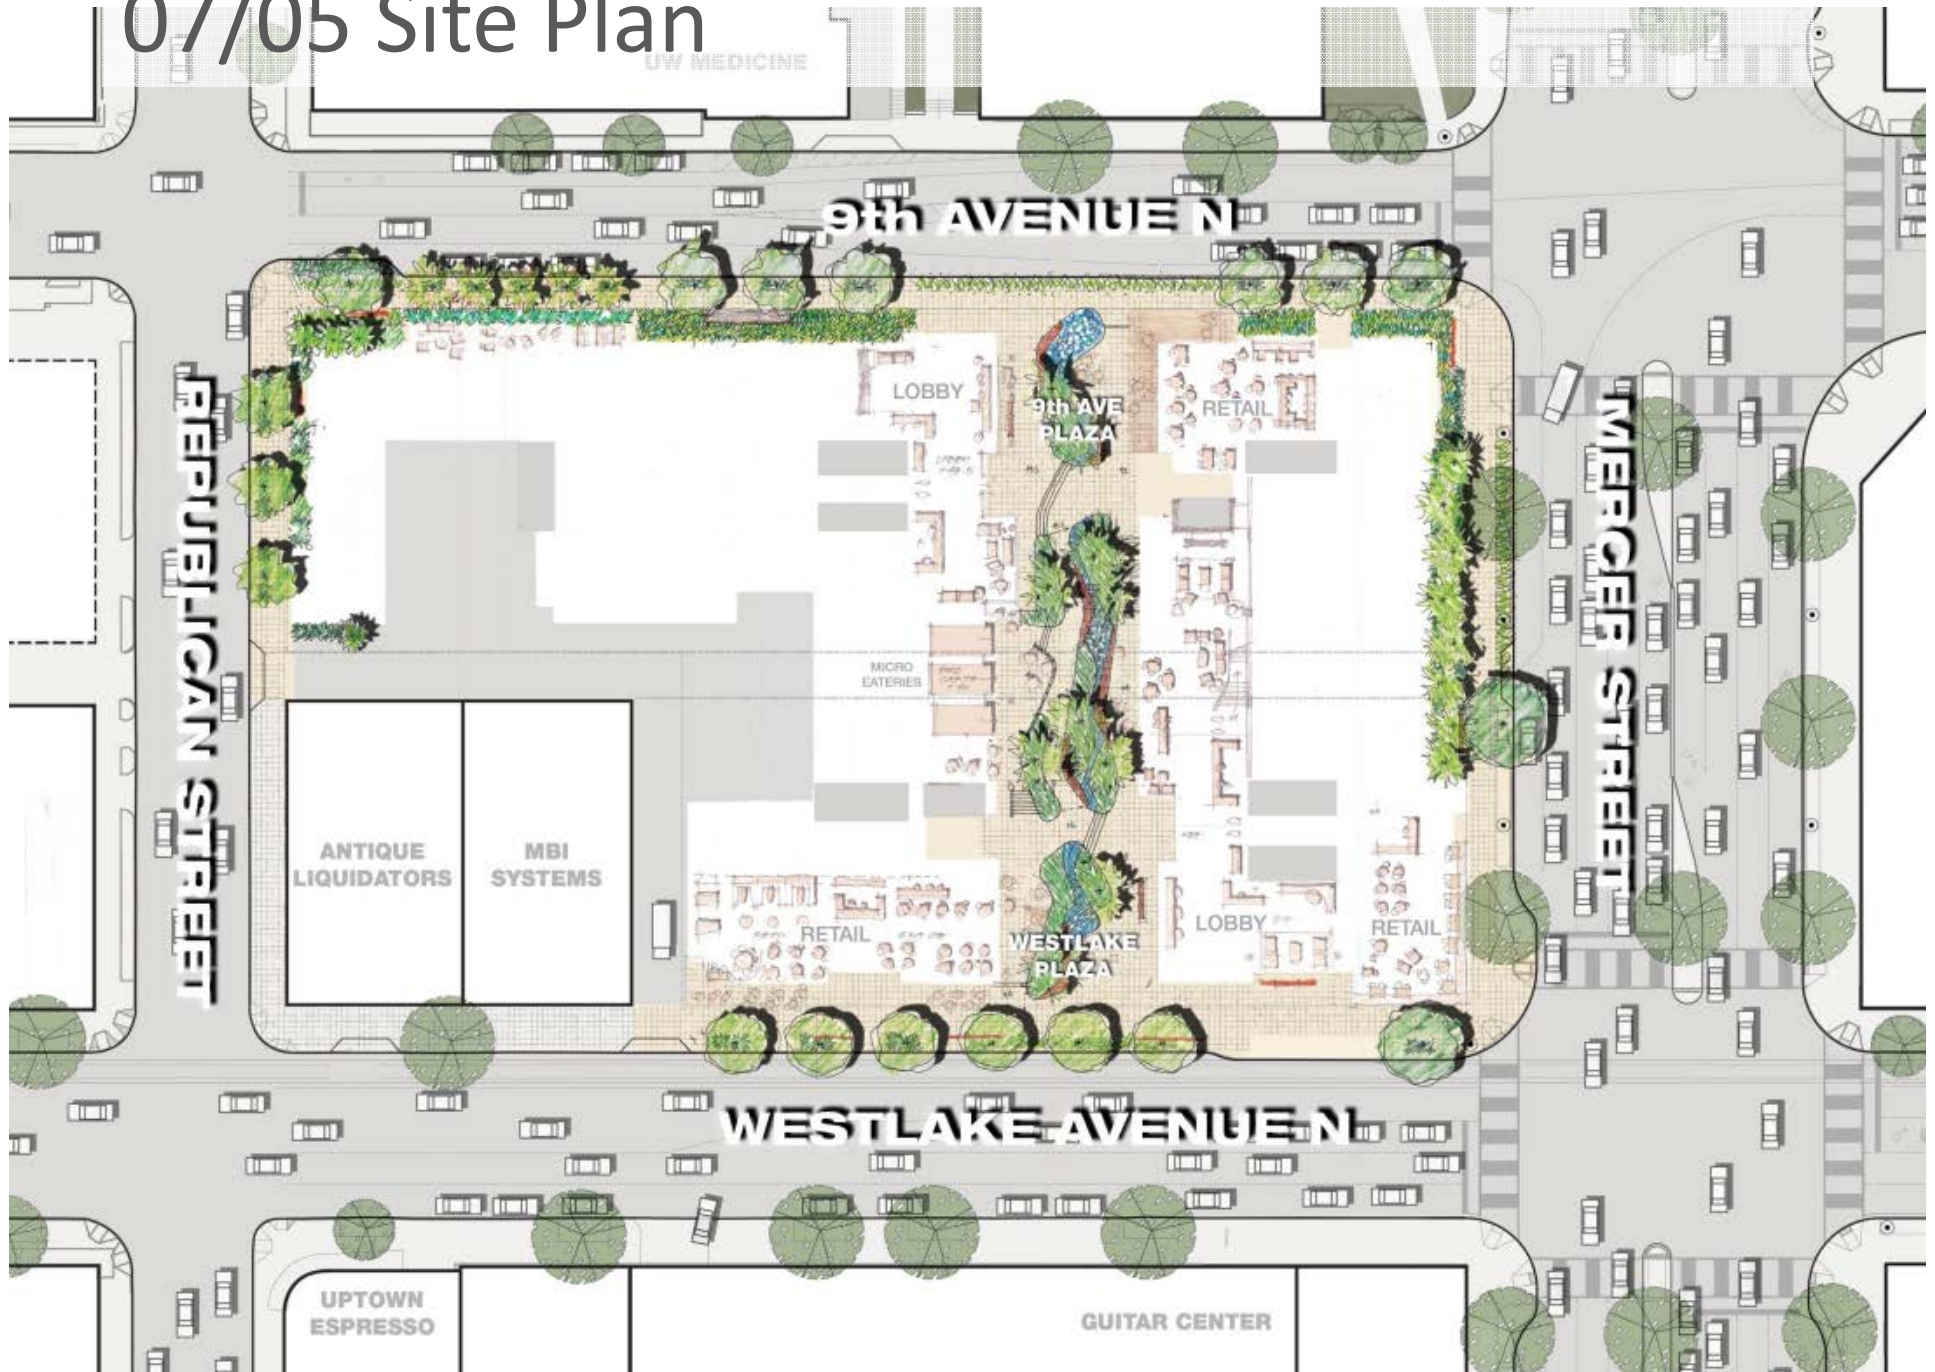 07/05 Site Plan
UW MEDICINE
9th AVENUE N
REPUBLICAN STREET
MERCER STREET
LOBBY
9th AVE
PLAZA
RETAIL
MICRO
EATERIES
ANTIQUE
LIQUIDATORS
MBI
SYSTEMS
RETAIL
WESTLAKE
PLAZA
LOBBY
RETAIL
WESTLAKE AVENUE N
UPTOWN
ESPRESSO
GUITAR CENTER